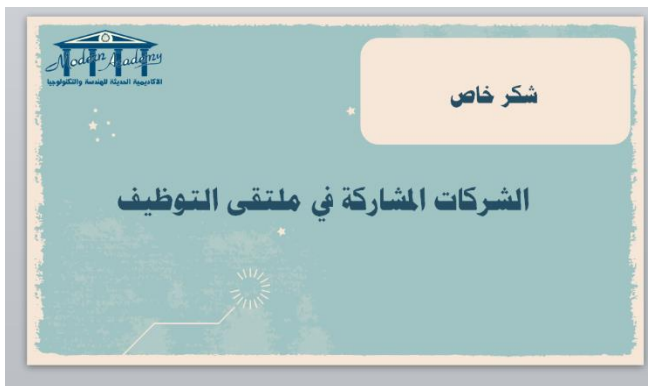 Modern Academy
الاكاديمية الحديثة للهندسة والتكنولوجيا
شكر خاص
الشركات المشاركة في ملتقى التوظيف